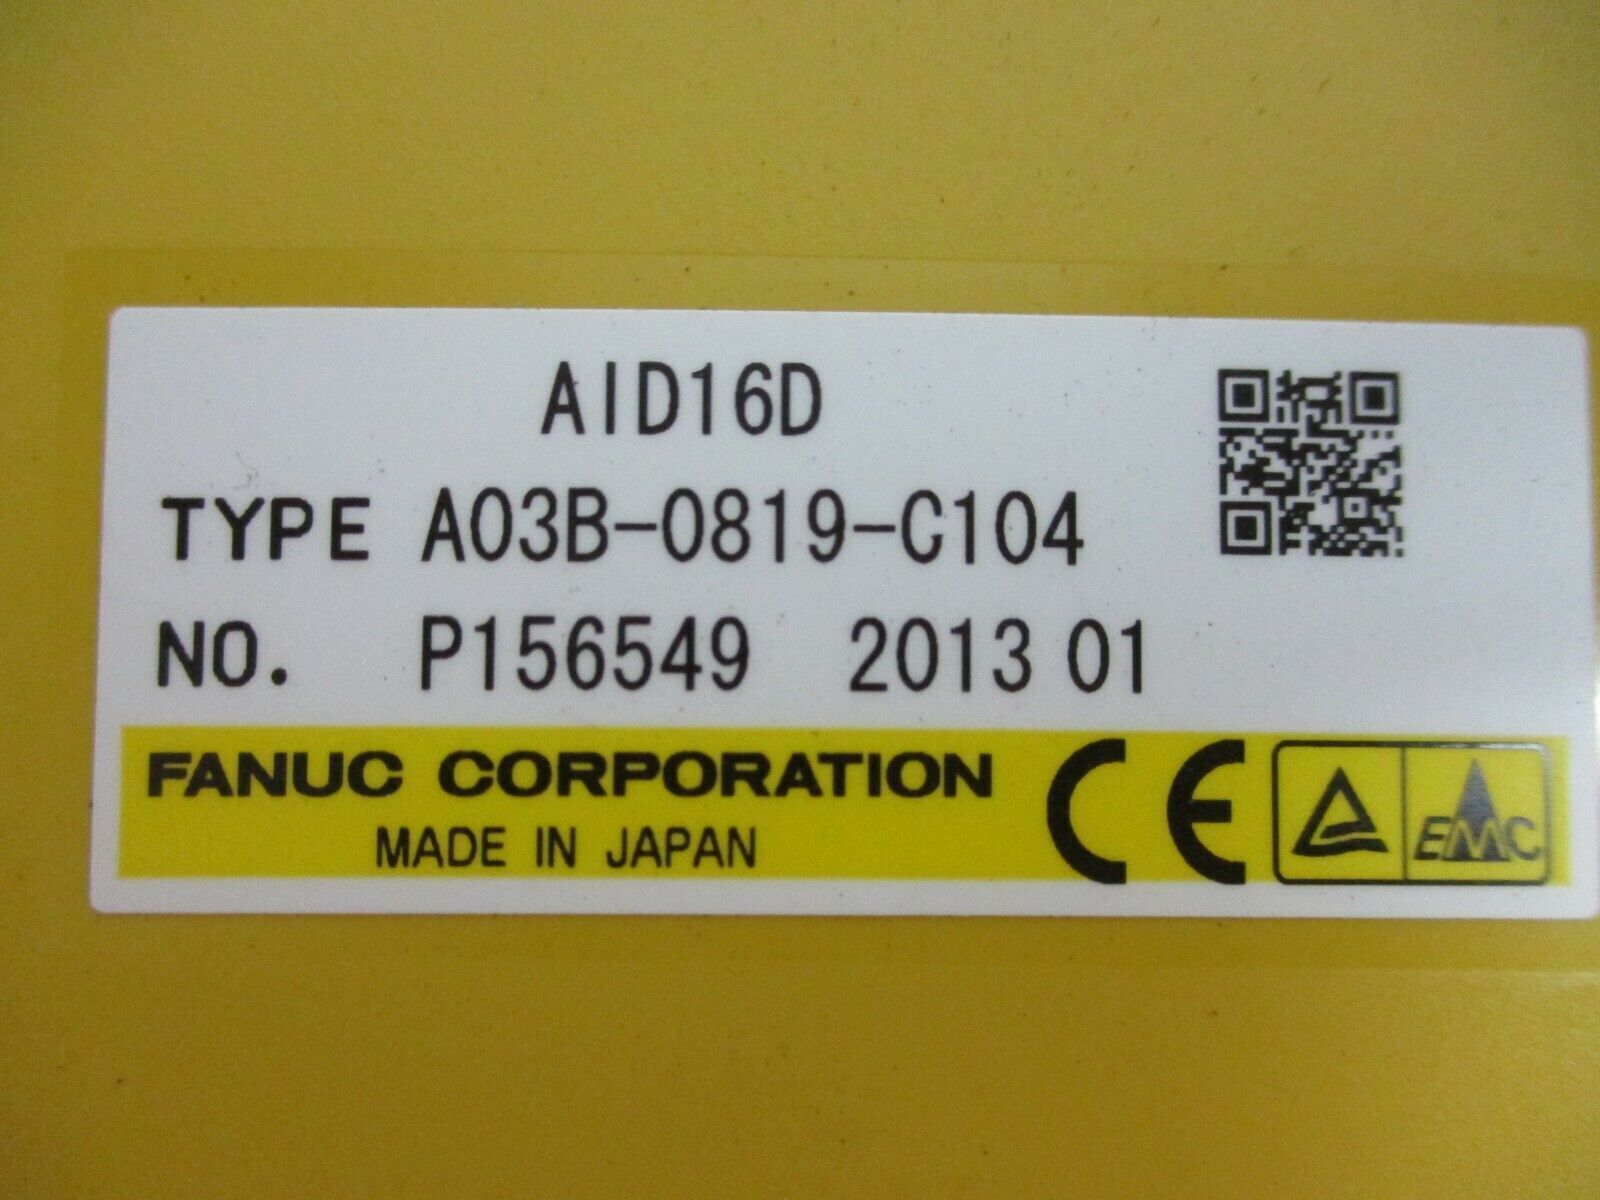 AID16D
TYPE A03B-0819-C104
NO. P156549 2013 01
FANUC CORPORATION
MADE IN JAPAN
CE
EMC